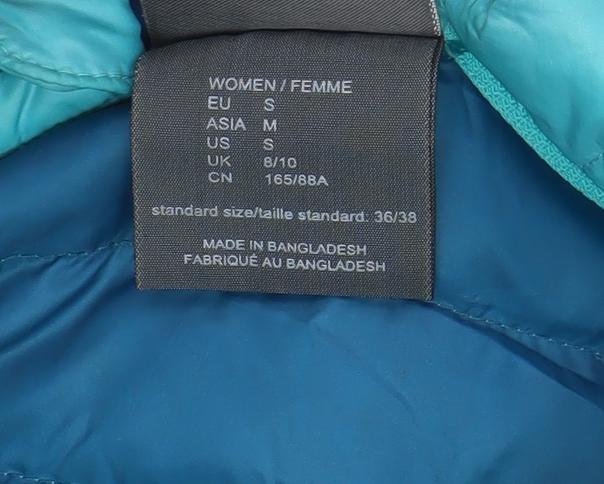 WOMEN / FEMME
EU S
ASIA M
US S
UK 8/10
CN 165/88A
standard size/taille standard: 36/38
MADE IN BANGLADESH
FABRIQUÉ AU BANGLADESH